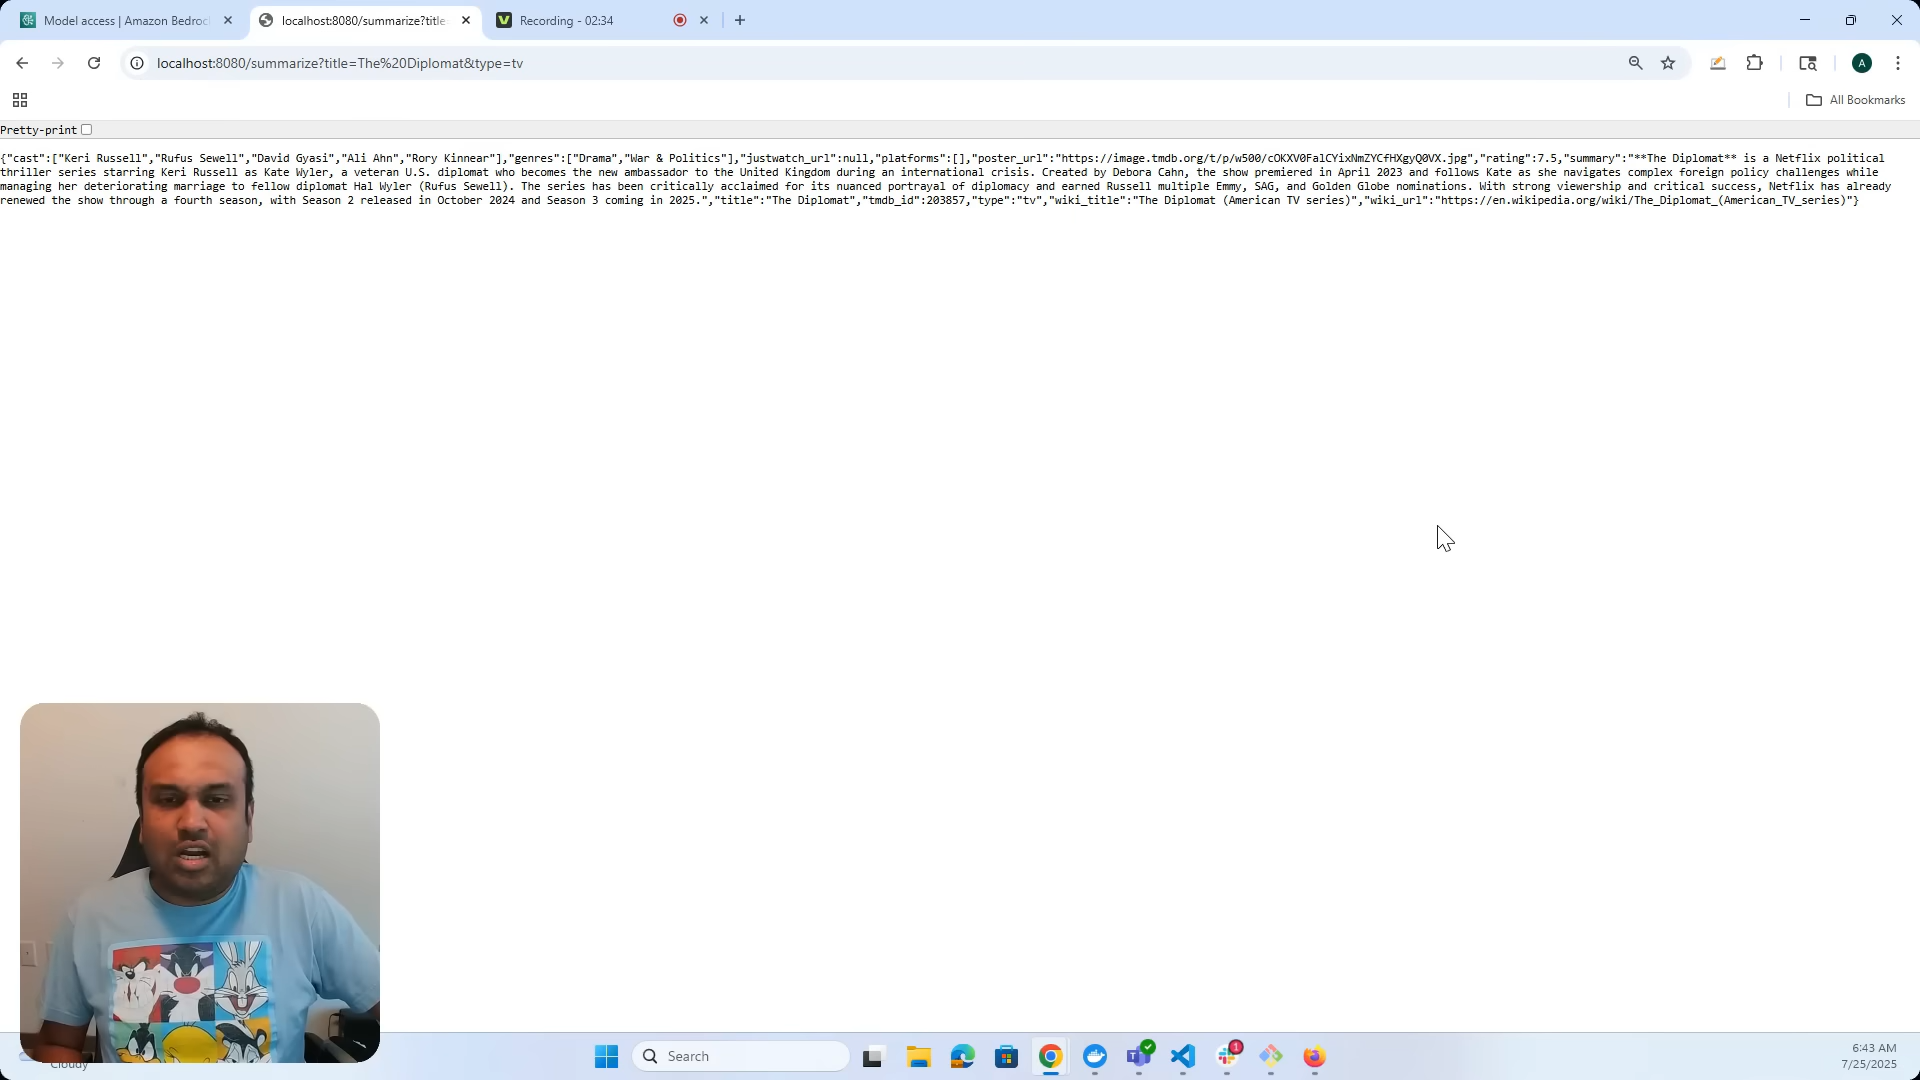 Model access | Amazon Bedroc
localhost:8080/summarize?title=
Recording - 02:34
localhost:8080/summarize?title=The%20Diplomat&type=tv
A
All Bookmarks
Pretty-print
{"cast":["Keri Russell","Rufus Sewell","David Gyasi","Ali Ahn","Rory Kinnear"],"genres":["Drama","War & Politics"],"justwatch_url":null,"platforms":[],"poster_url":"https://image.tmdb.org/t/p/w500/cOKXV0FalCYixNmZYCfHXgyQ0VX.jpg","rating":7.5,"summary":"**The Diplomat** is a Netflix political
thriller series starring Keri Russell as Kate Wyler, a veteran U.S. diplomat who becomes the new ambassador to the United Kingdom during an international crisis. Created by Debora Cahn, the show premiered in April 2023 and follows Kate as she navigates complex foreign policy challenges while
managing her deteriorating marriage to fellow diplomat Hal Wyler (Rufus Sewell). The series has been critically acclaimed for its nuanced portrayal of diplomacy and earned Russell multiple Emmy, SAG, and Golden Globe nominations. With strong viewership and critical success, Netflix has already
renewed the show through a fourth season, with Season 2 released in October 2024 and Season 3 coming in 2025.","title":"The Diplomat","tmdb_id":203857,"type":"tv","wiki_title":"The Diplomat (American TV series)","wiki_url":"https://en.wikipedia.org/wiki/The_Diplomat_(American_TV_series)"}
Cloudy
Search
1
6:43 AM
7/25/2025